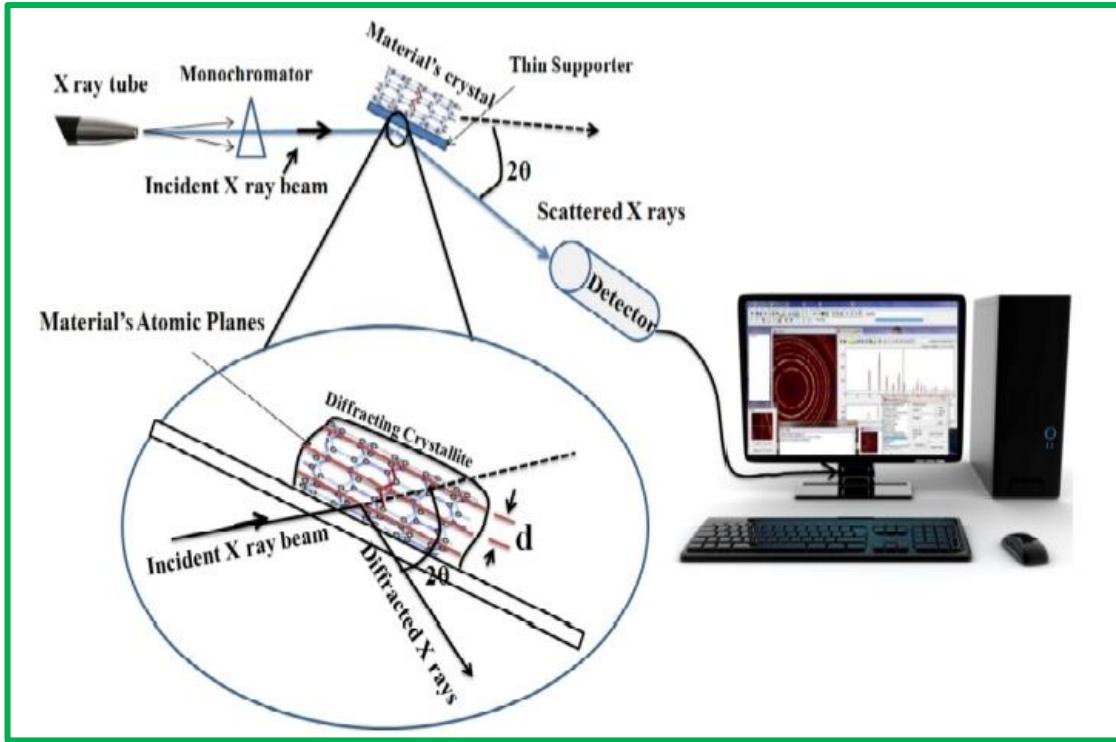 Material's crystal
Thin Supporter
Monochromator
X ray tube
2θ
Incident X ray beam
Scattered X rays
Detector
Material's Atomic Planes
Diffracting Crystallite
d
Incident X ray beam
2θ
Diffracted X rays